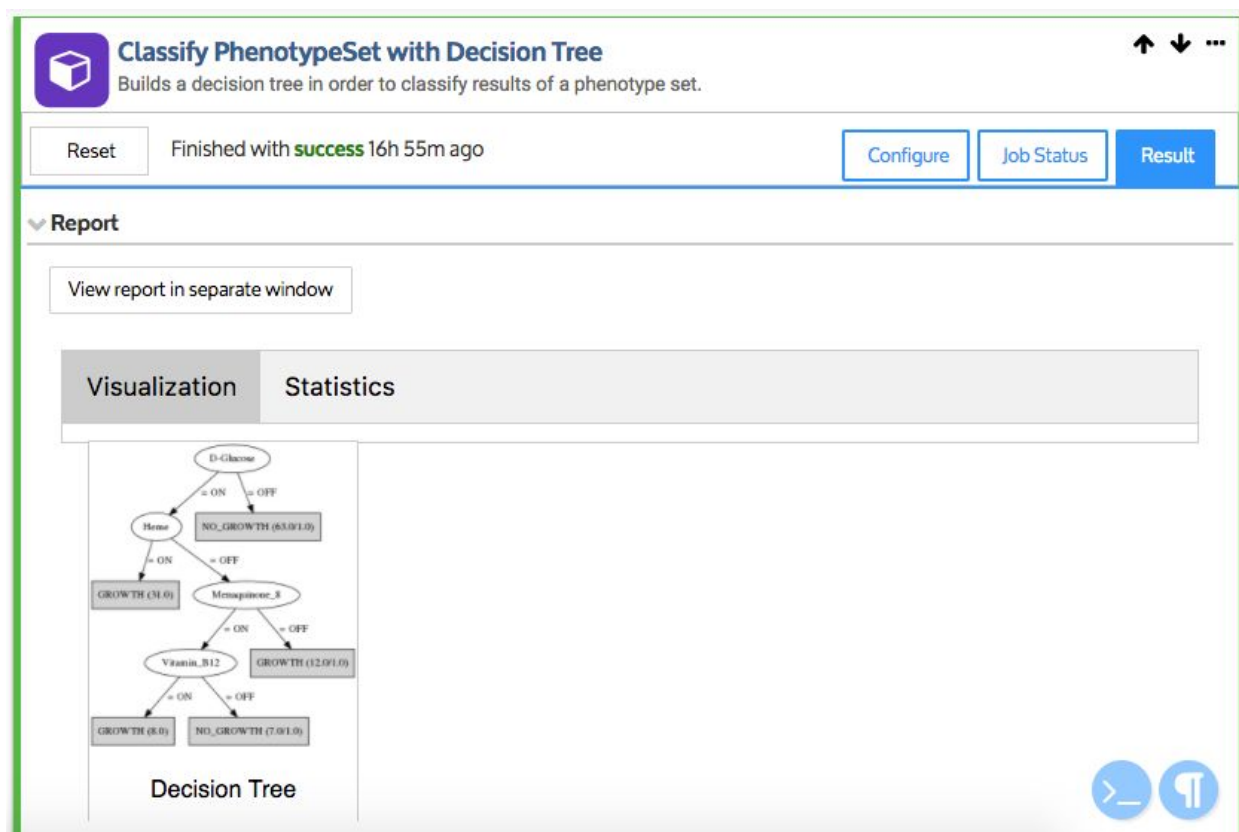 Classify PhenotypeSet with Decision Tree
Builds a decision tree in order to classify results of a phenotype set.
Reset
Finished with success 16h 55m ago
Configure
Job Status
Result
Report
View report in separate window
Visualization
Statistics
D-Glucose
= ON
= OFF
Heme
NO_GROWTH (63.0/1.0)
= ON
= OFF
GROWTH (31.0)
Menaquinone_8
= ON
= OFF
Vitamin_B12
GROWTH (12.0/1.0)
= ON
= OFF
GROWTH (8.0)
NO_GROWTH (7.0/1.0)
Decision Tree